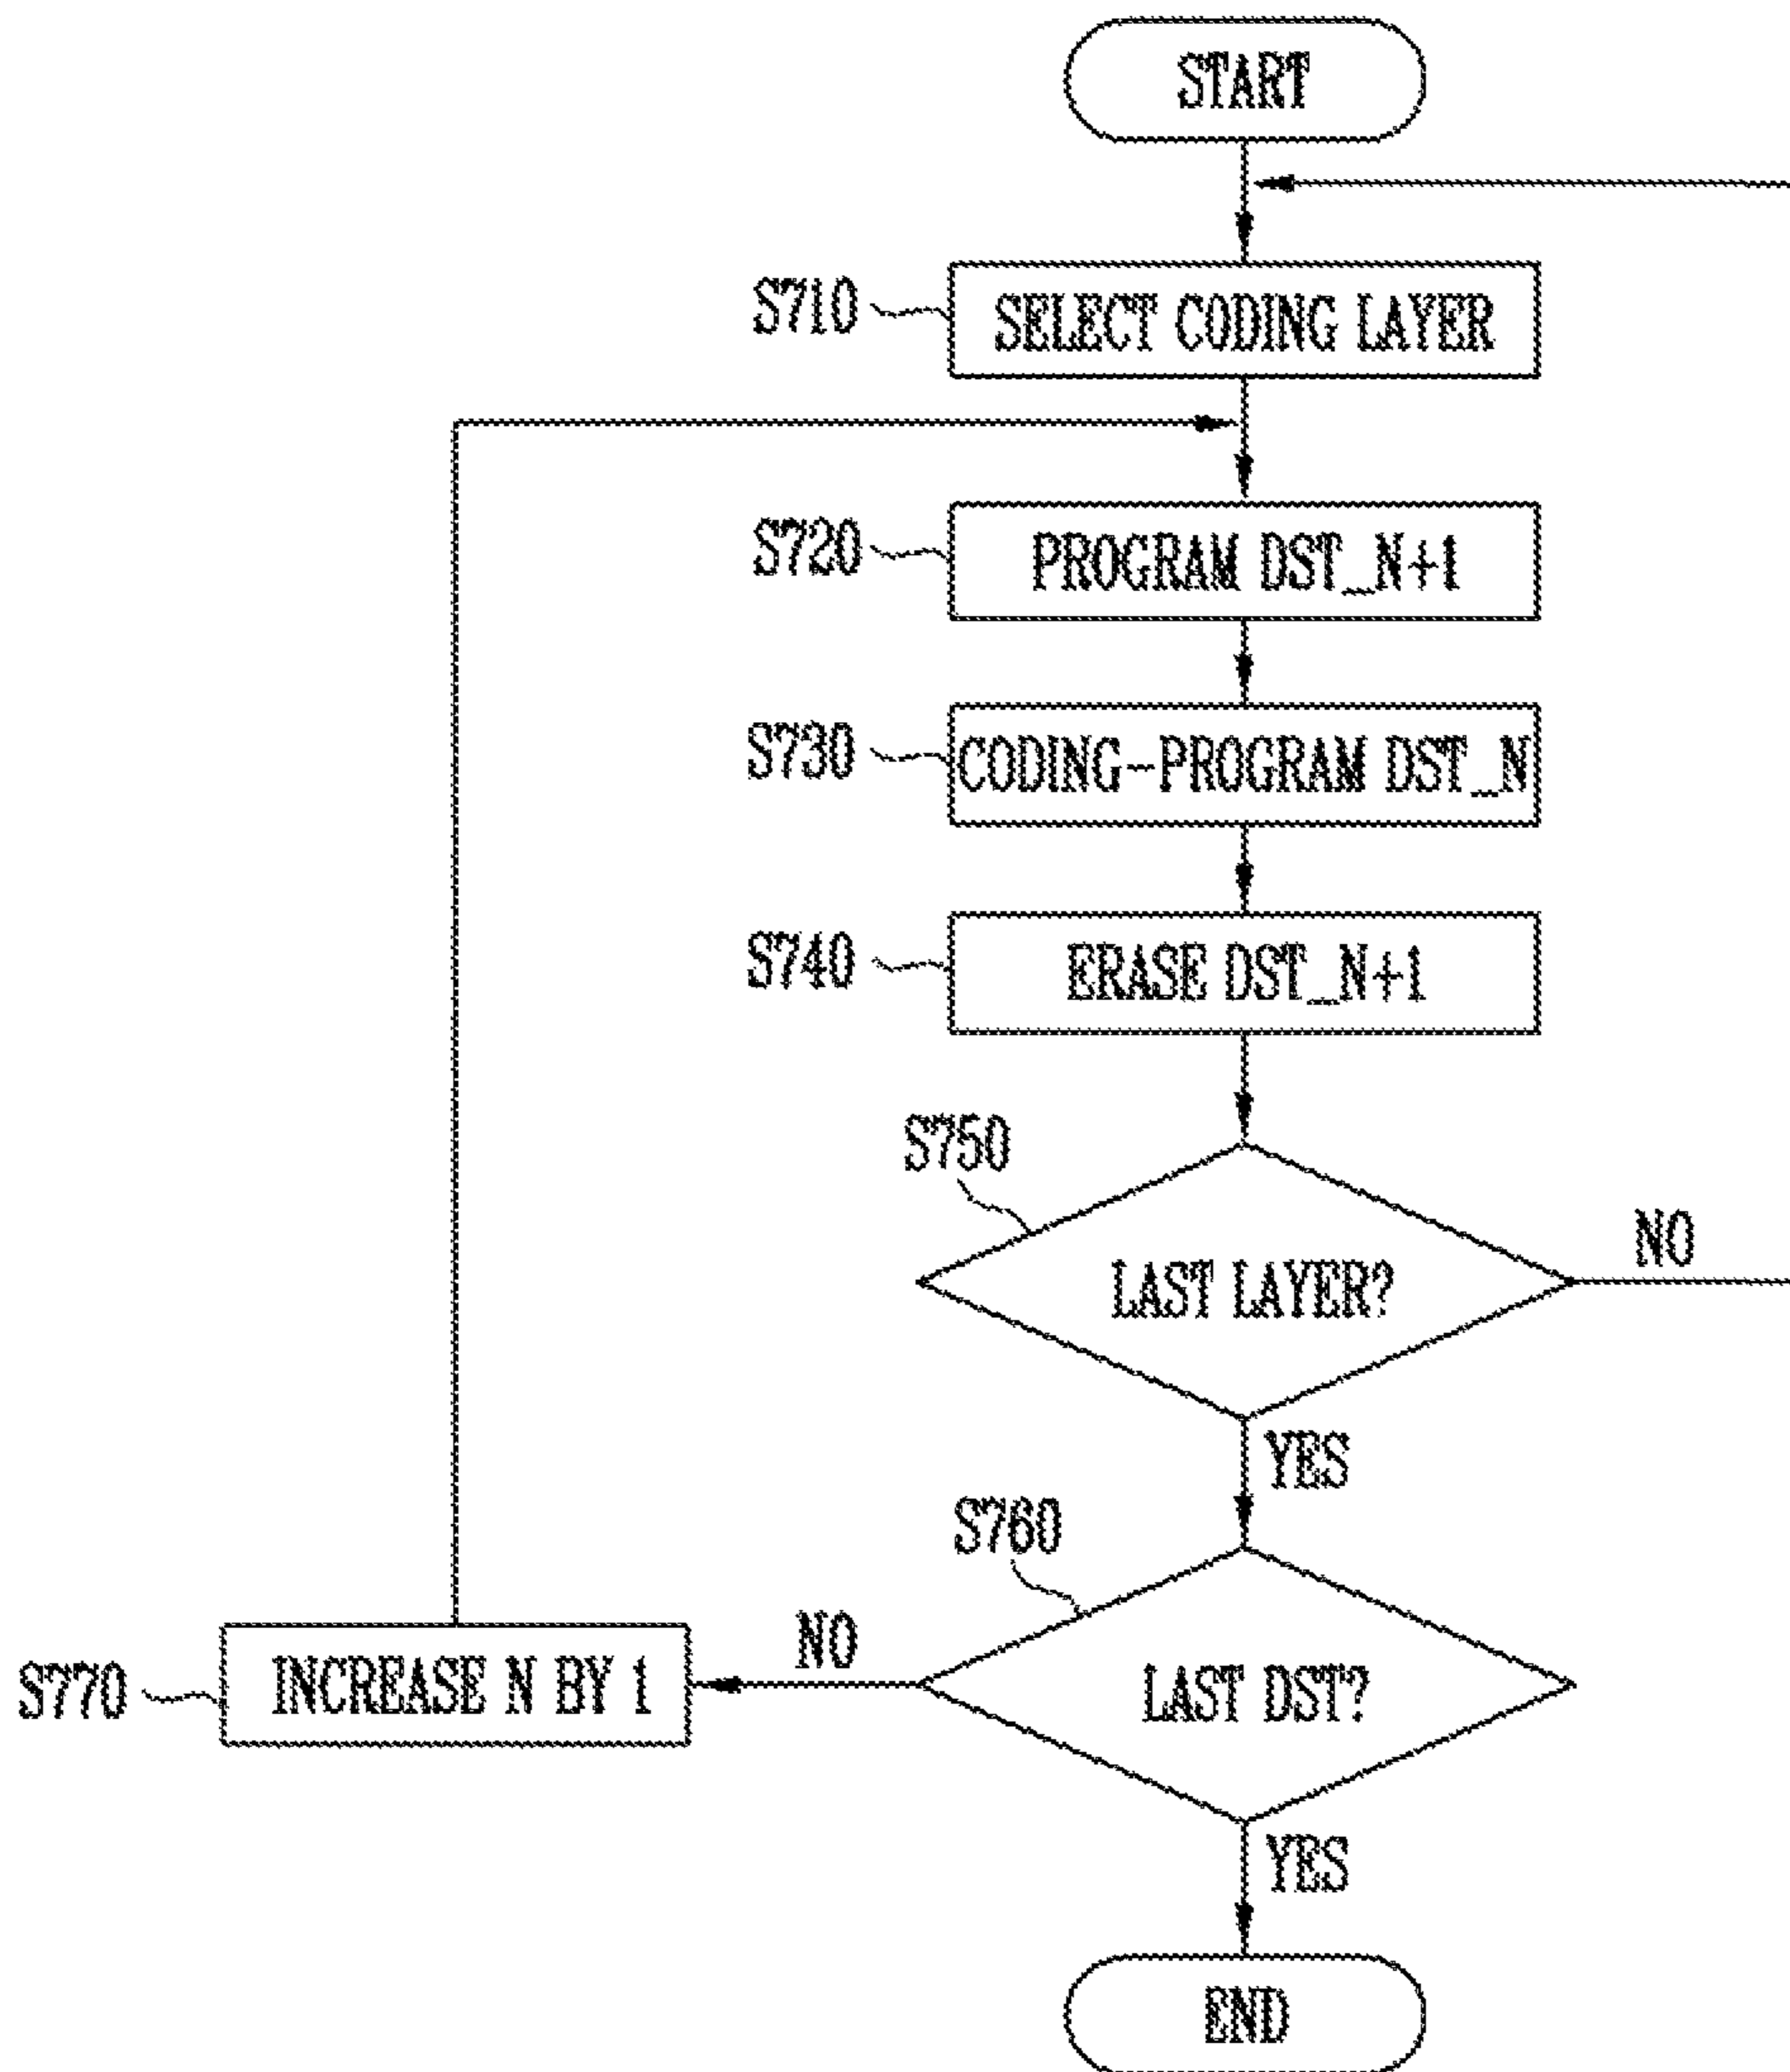 START
S710
SELECT CODING LAYER
S720
PROGRAM DST_N+1
S730
CODING-PROGRAM DST_N
S740
ERASE DST_N+1
S750
LAST LAYER?
NO
YES
S760
LAST DST?
NO
S770
INCREASE N BY 1
YES
END